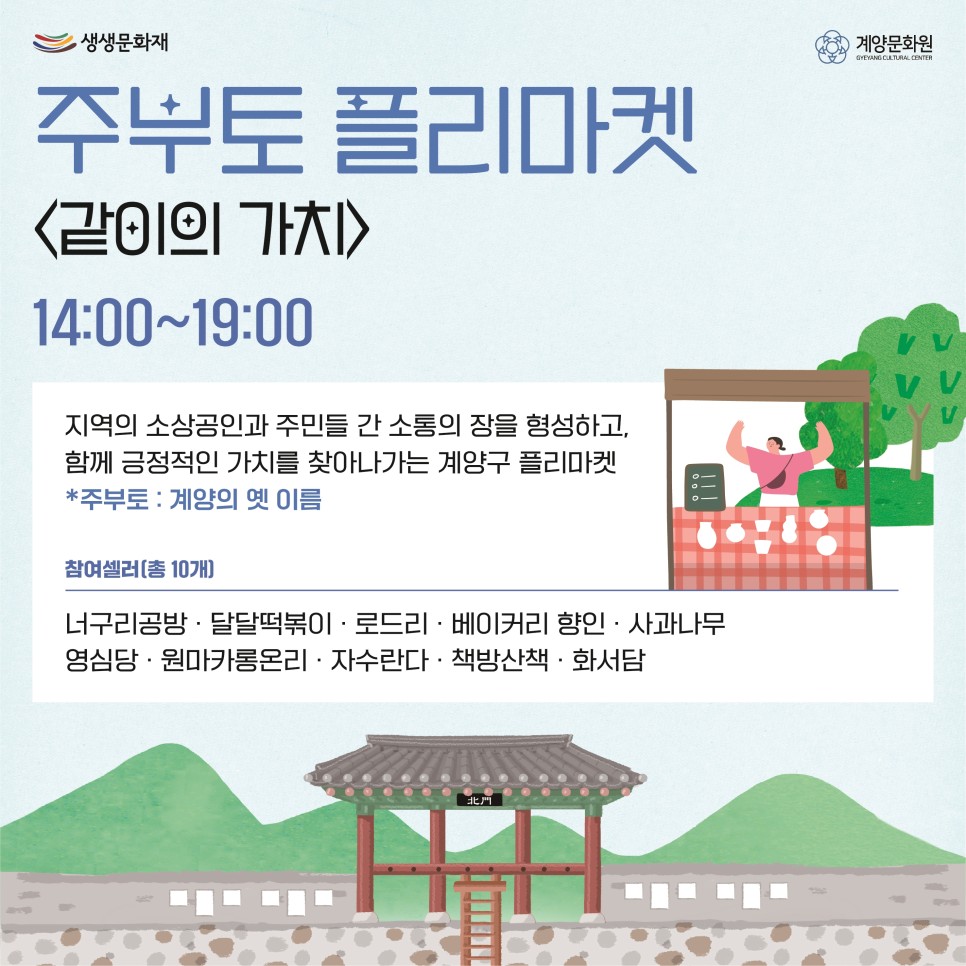 생생문화재
계양문화원
GYEYANG CULTURAL CENTER
주부토 플리마켓
<같이의 가치>
14:00~19:00
지역의 소상공인과 주민들 간 소통의 장을 형성하고,
함께 긍정적인 가치를 찾아나가는 계양구 플리마켓
*주부토 : 계양의 옛 이름
참여셀러(총 10개)
너구리공방 · 달달떡볶이 · 로드리 · 베이커리 향인 · 사과나무
영심당 · 원마카롱온리 · 자수란다 · 책방산책 · 화서담
北門